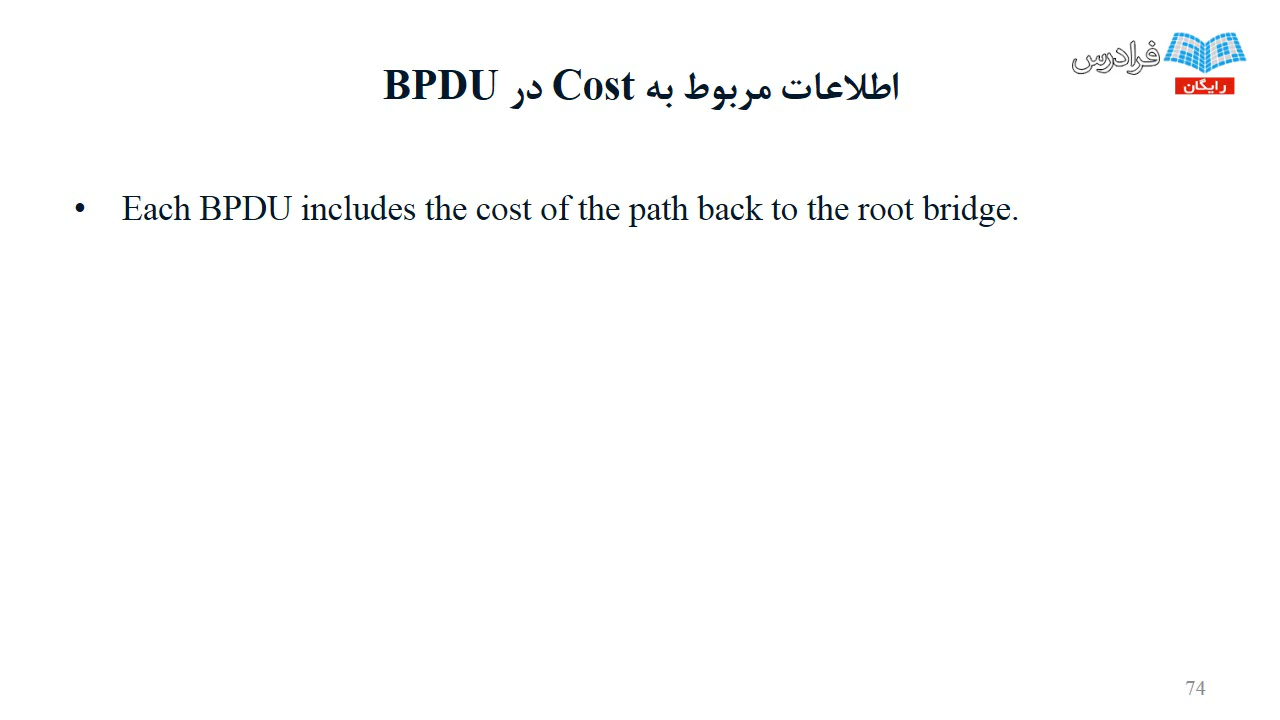 فرادرس
رایگان
اطلاعات مربوط به Cost در BPDU
• Each BPDU includes the cost of the path back to the root bridge.
74